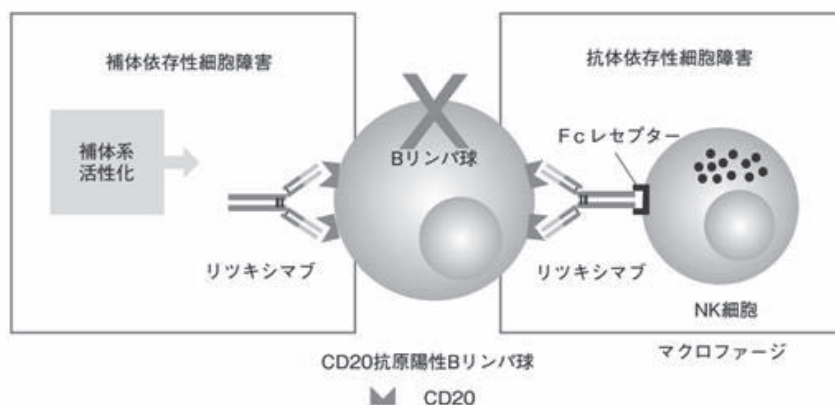 補体依存性細胞障害
補体系
活性化
リツキシマブ
Bリンパ球
抗体依存性細胞障害
Fcレセプター
リツキシマブ
NK細胞
マクロファージ
CD20抗原陽性Bリンパ球
CD20